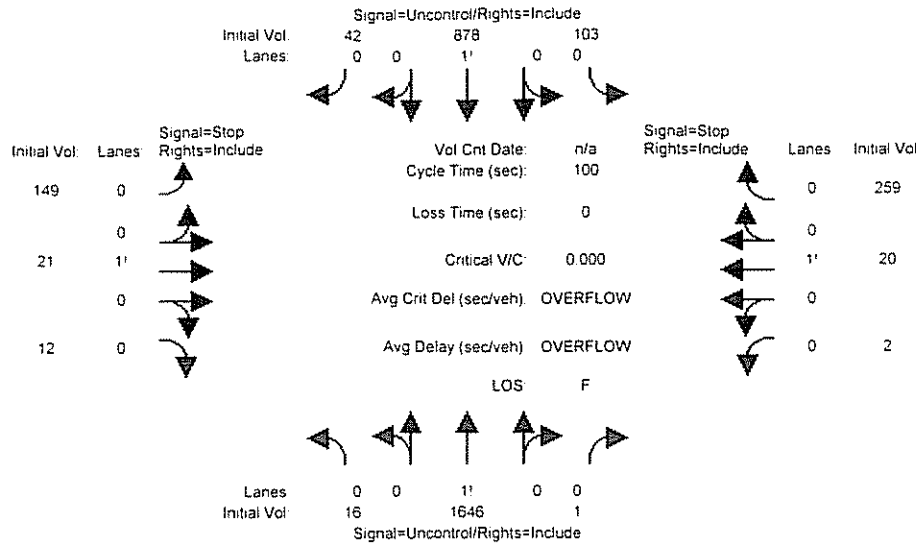 Signal=Uncontrol/Rights=Include
Initial Vol: 42 878 103
Lanes: 0 0 1! 0 0
Signal=Stop
Initial Vol: Lanes: Rights=Include
Vol Cnt Date: n/a
Signal=Stop
Rights=Include Lanes Initial Vol
Cycle Time (sec): 100
149 0
0 259
Loss Time (sec): 0
0
0
21 1!
Critical V/C: 0.000
1! 20
0
Avg Crit Del (sec/veh): OVERFLOW
0
12 0
Avg Delay (sec/veh) OVERFLOW
0 2
LOS: F
Lanes 0 0 1! 0 0
Initial Vol: 16 1646 1
Signal=Uncontrol/Rights=Include